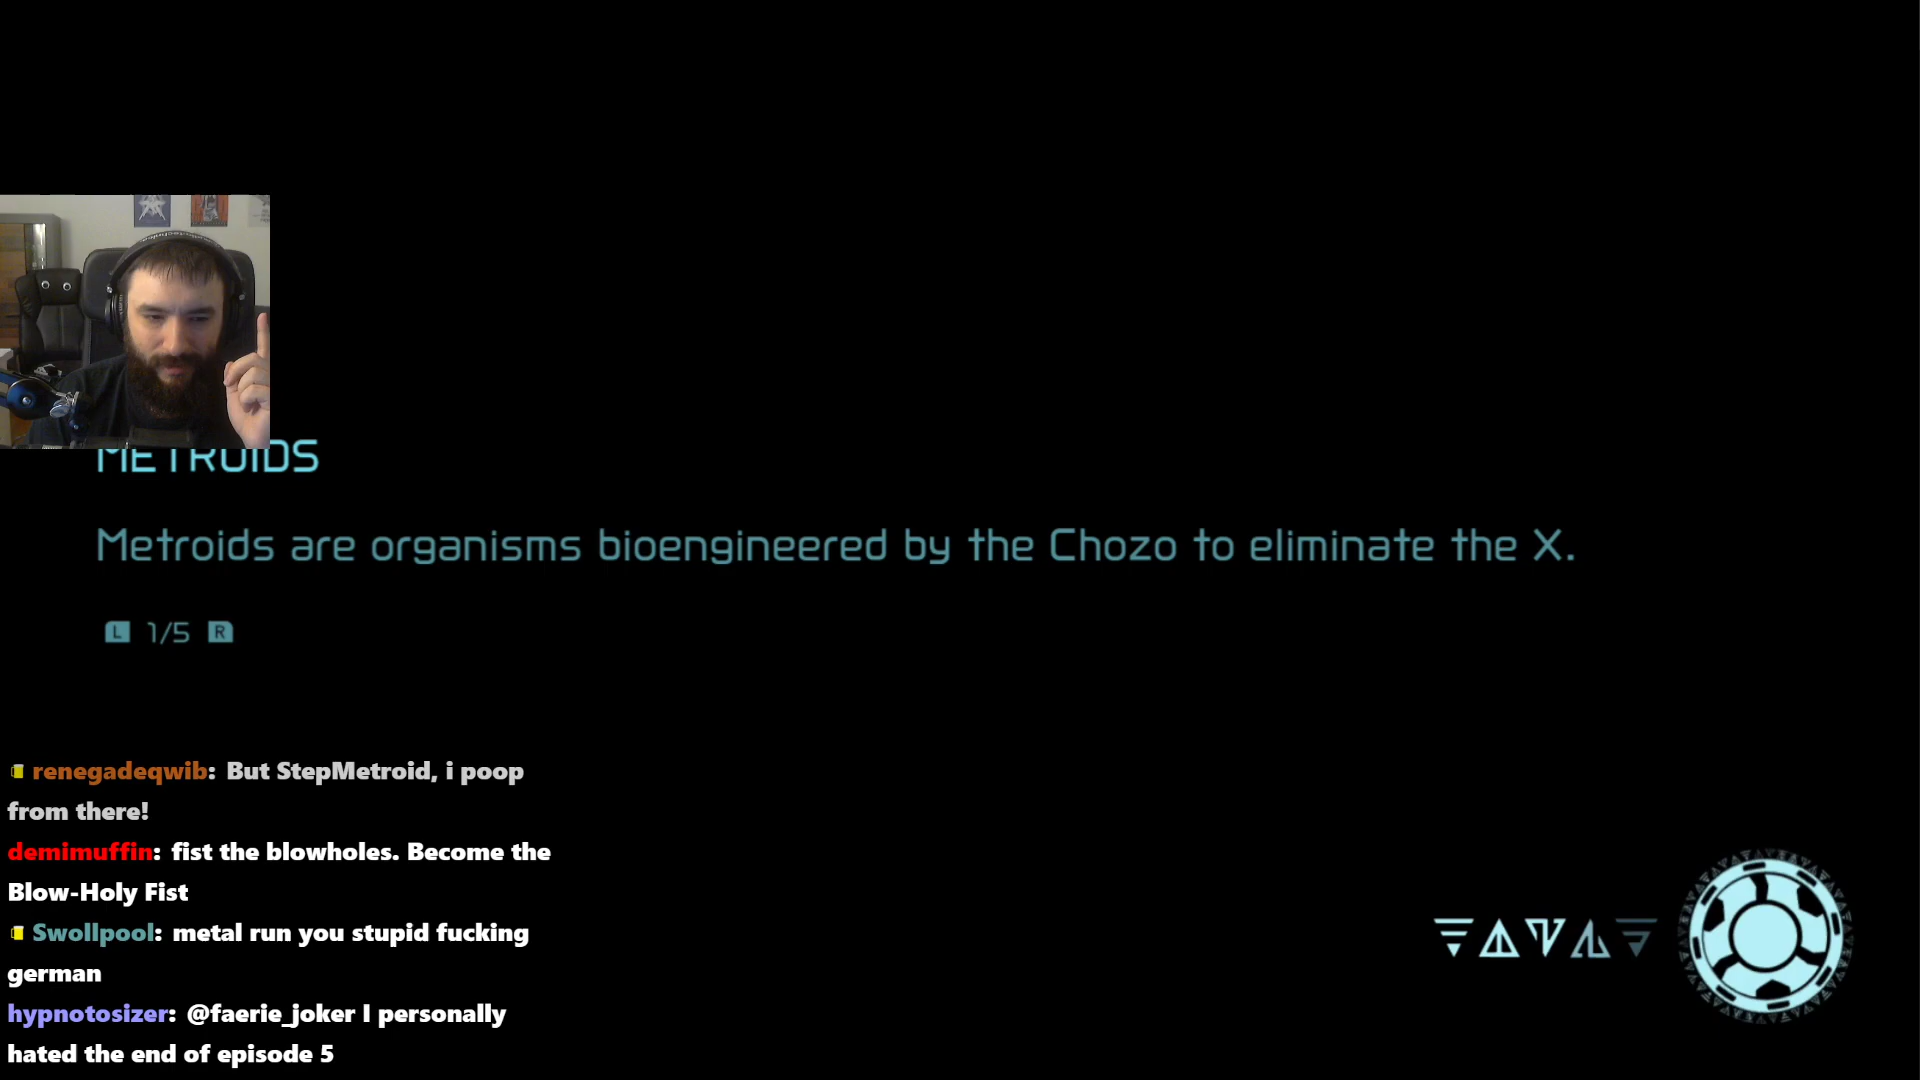 METROIDS
Metroids are organisms bioengineered by the Chozo to eliminate the X.
L 1/5 R
renegadeqwib: But StepMetroid, i poop
from there!
demimuffin: fist the blowholes. Become the
Blow-Holy Fist
Swollpool: metal run you stupid fucking
german
hypnotosizer: @faerie_joker I personally
hated the end of episode 5